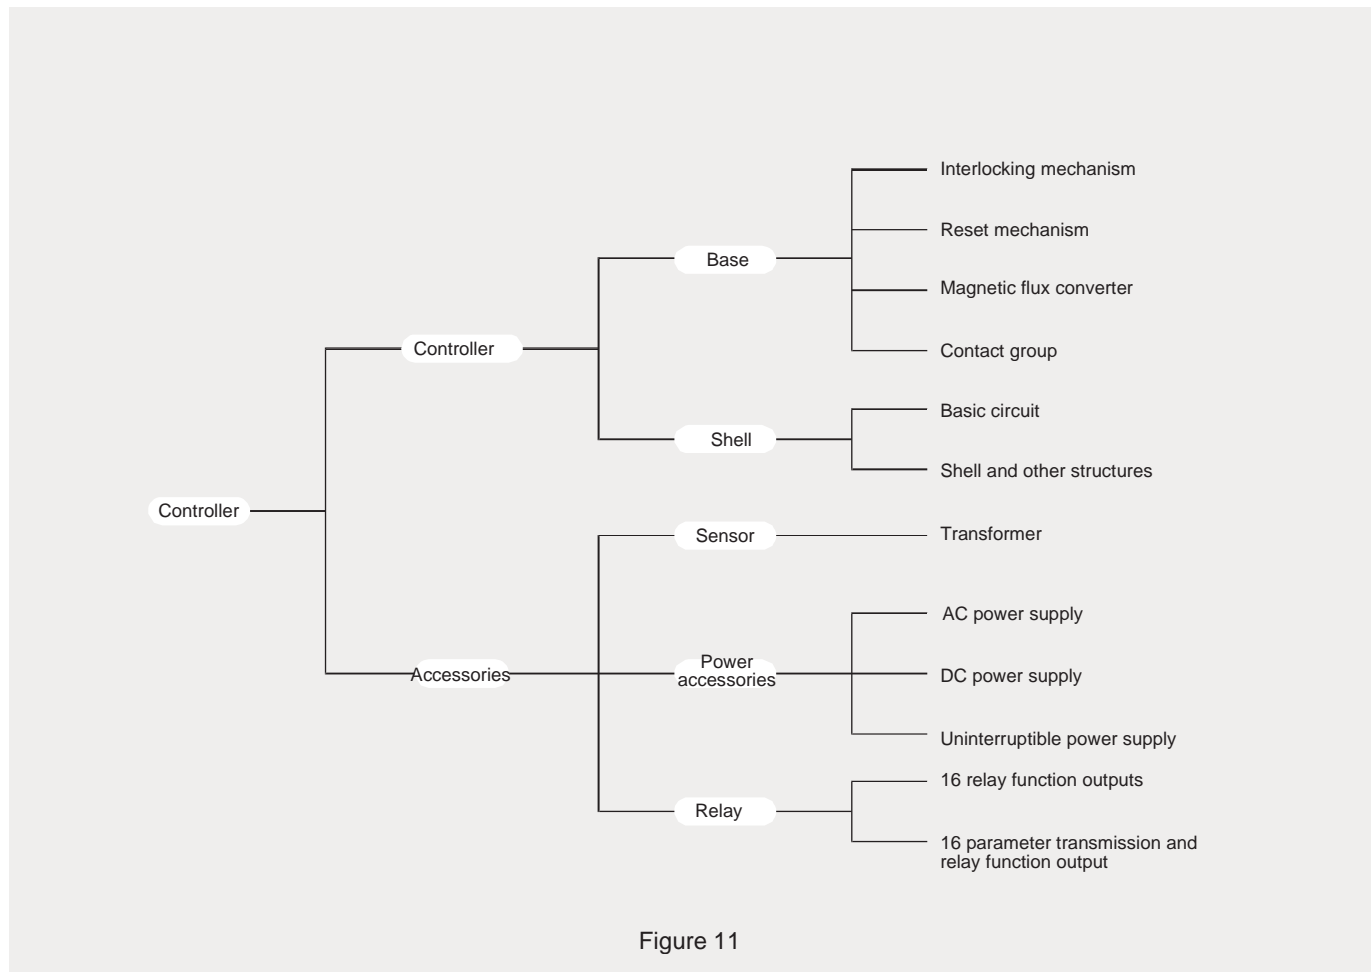 Interlocking mechanism
Reset mechanism
Base
Magnetic flux converter
Controller
Contact group
Basic circuit
Shell
Shell and other structures
Controller
Sensor
Transformer
AC power supply
Accessories
Power
accessories
DC power supply
Uninterruptible power supply
16 relay function outputs
Relay
16 parameter transmission and
relay function output
Figure 11